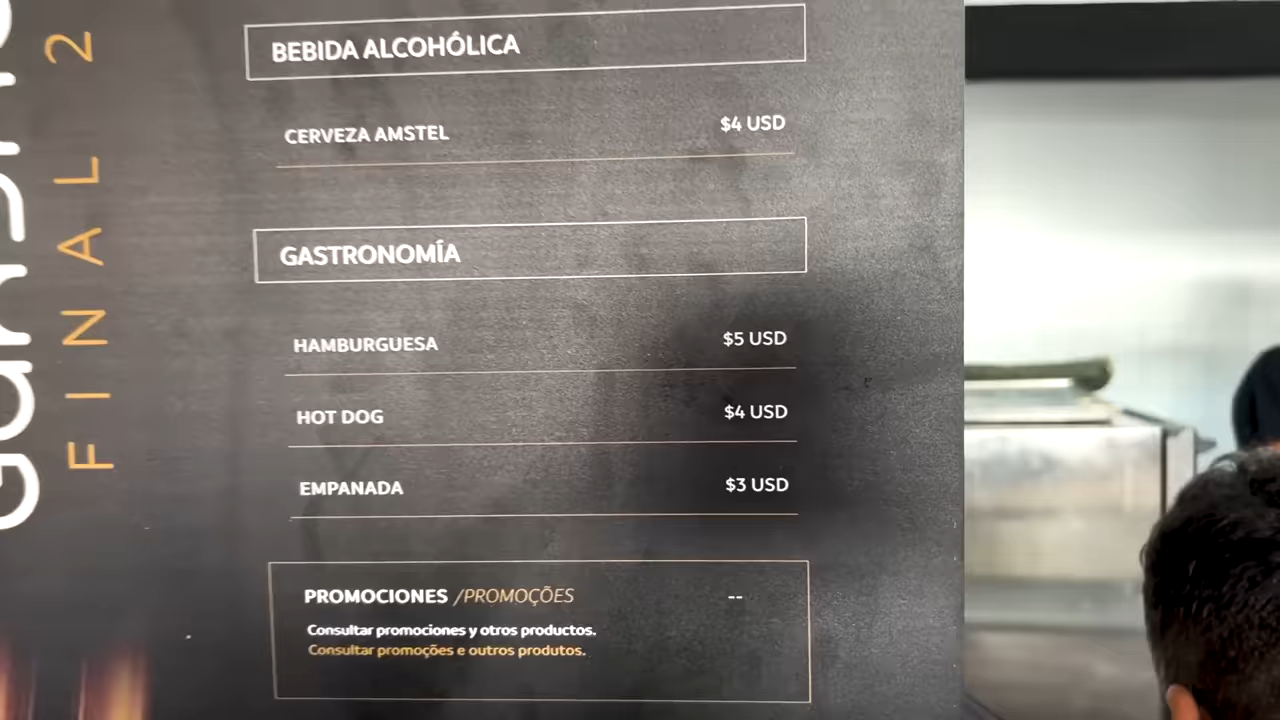 FINAL 2
BEBIDA ALCOHÓLICA
CERVEZA AMSTEL $4 USD
GASTRONOMÍA
HAMBURGUESA $5 USD
HOT DOG $4 USD
EMPANADA $3 USD
PROMOCIONES /PROMOÇÕES --
Consultar promociones y otros productos.
Consultar promoções e outros produtos.